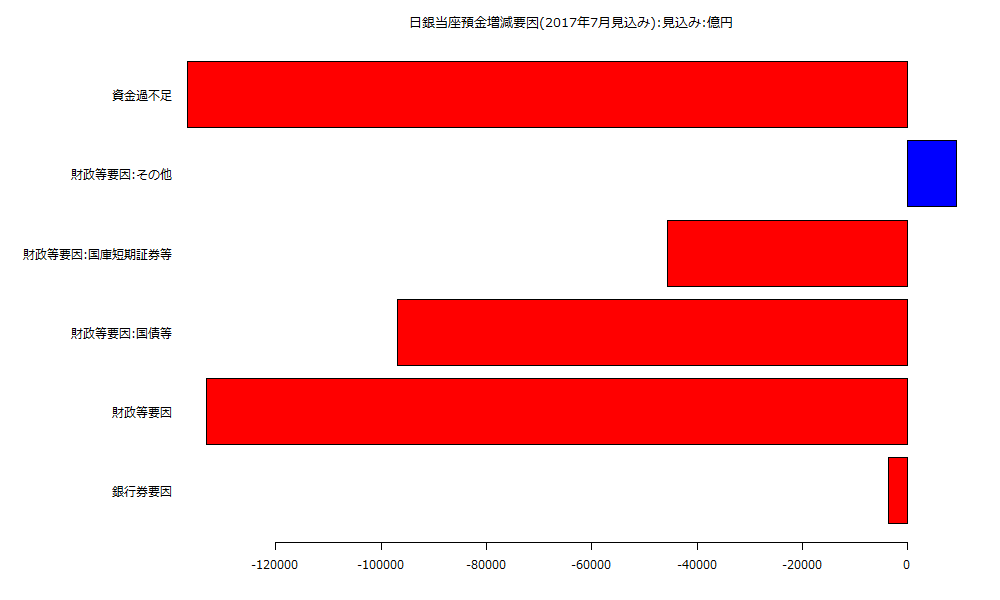 日銀当座預金増減要因(2017年7月見込み):見込み:億円
資金過不足
財政等要因:その他
財政等要因:国庫短期証券等
財政等要因:国債等
財政等要因
銀行券要因
-120000 -100000 -80000 -60000 -40000 -20000 0